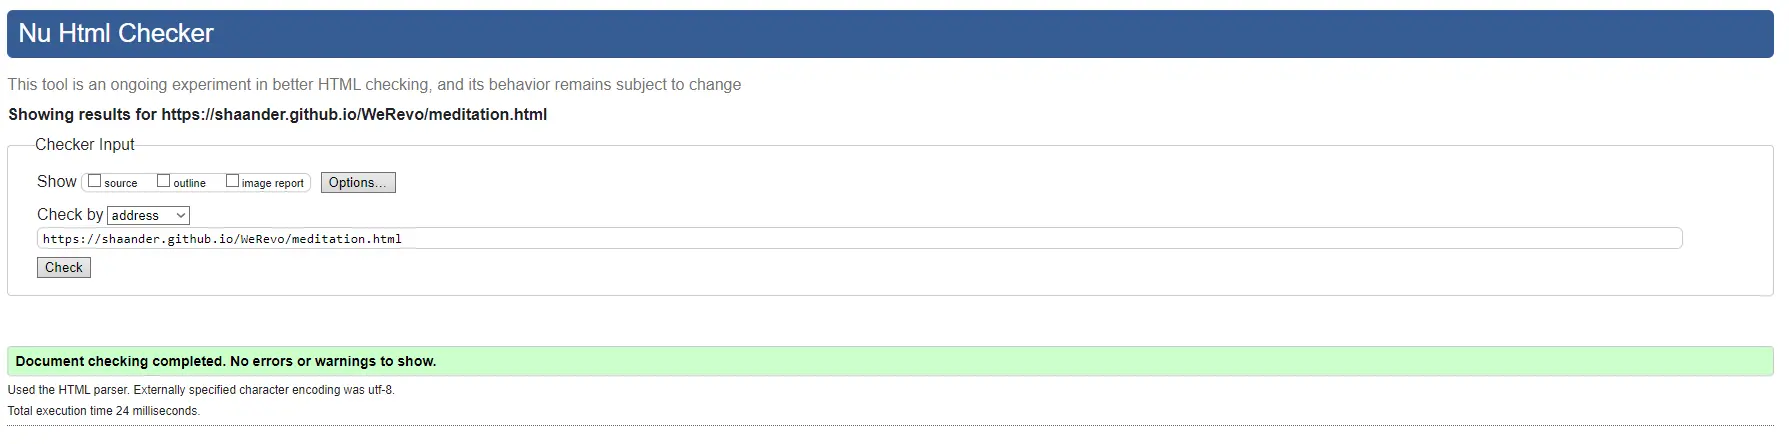 Nu Html Checker
This tool is an ongoing experiment in better HTML checking, and its behavior remains subject to change
Showing results for https://shaander.github.io/WeRevo/meditation.html
Checker Input
Show source outline image report Options...
Check by address
https://shaander.github.io/WeRevo/meditation.html
Check
Document checking completed. No errors or warnings to show.
Used the HTML parser. Externally specified character encoding was utf-8.
Total execution time 24 milliseconds.